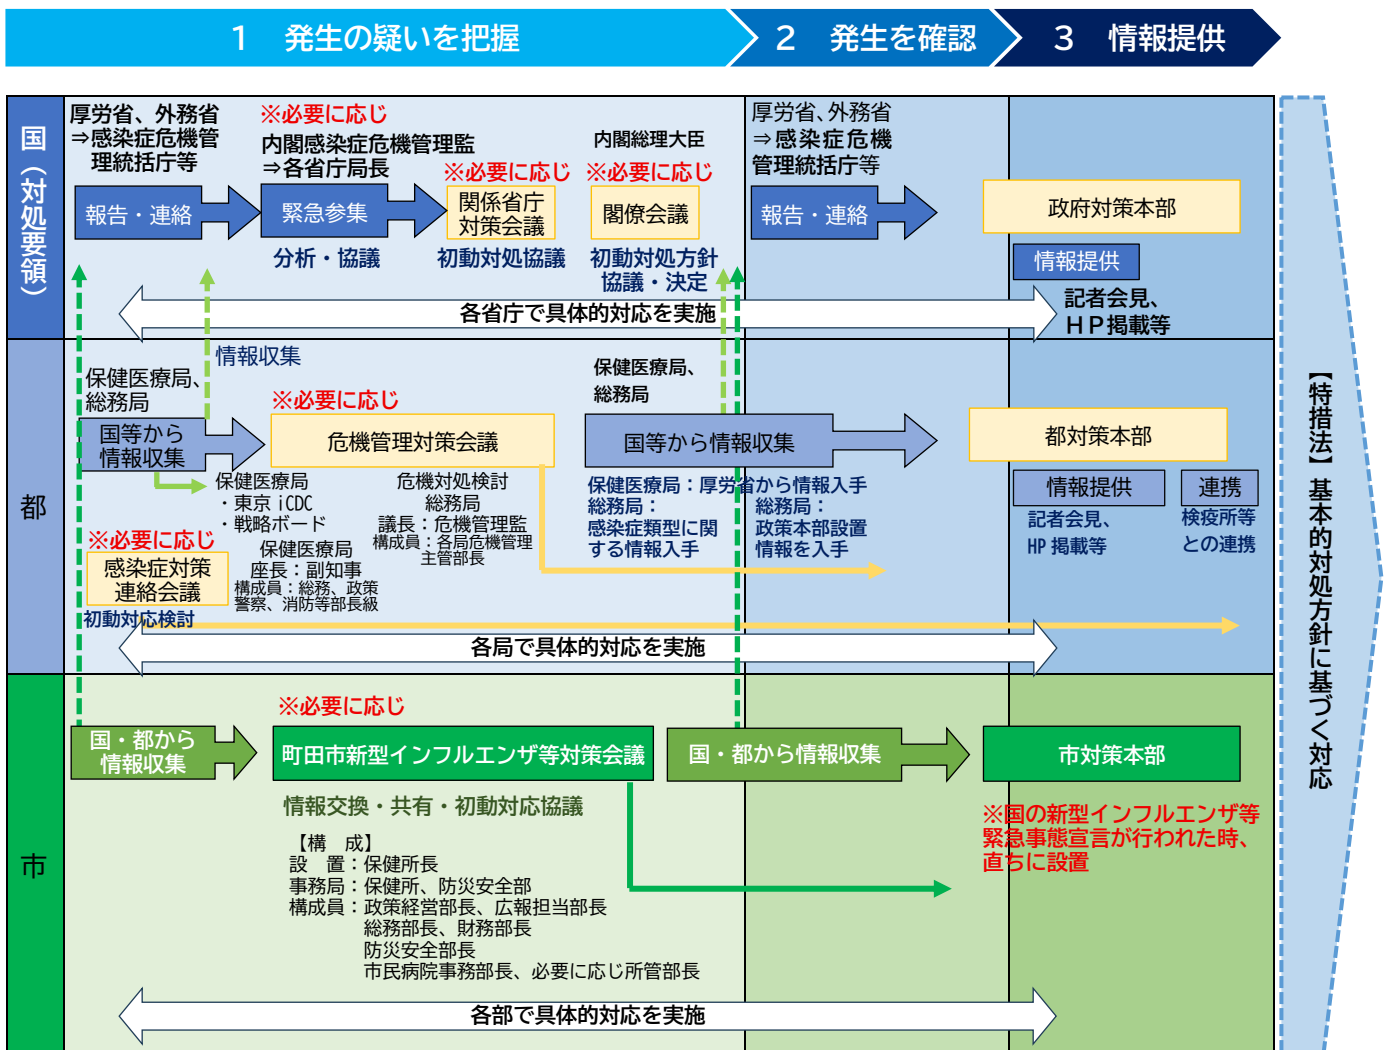 1 発生の疑いを把握
2 発生を確認
3 情報提供
国（対処要領）
厚労省、外務省
⇒感染症危機管
理統括庁等
報告・連絡
※必要に応じ
内閣感染症危機管理監
⇒各省庁局長
緊急参集
分析・協議
※必要に応じ
関係省庁
対策会議
初動対処協議
内閣総理大臣
※必要に応じ
閣僚会議
初動対処方針
協議・決定
厚労省、外務省
⇒感染症危機
管理統括庁等
報告・連絡
政府対策本部
情報提供
記者会見、
HP掲載等
各省庁で具体的対応を実施
都
保健医療局、
総務局
国等から
情報収集
情報収集
保健医療局
・東京 iCDC
・戦略ボード
※必要に応じ
危機管理対策会議
危機対処検討
総務局
議長：危機管理監
構成員：各局危機管理
主管部長
※必要に応じ
感染症対策
連絡会議
初動対応検討
保健医療局
座長：副知事
構成員：総務、政策
警察、消防等部長級
保健医療局、
総務局
国等から情報収集
保健医療局：厚労省から情報入手
総務局：
感染症類型に関
する情報入手
総務局：
政策本部設置
情報を入手
都対策本部
情報提供
記者会見、
HP 掲載等
連携
検疫所等
との連携
各局で具体的対応を実施
市
国・都から
情報収集
※必要に応じ
町田市新型インフルエンザ等対策会議
情報交換・共有・初動対応協議
【構 成】
設 置：保健所長
事務局：保健所、防災安全部
構成員：政策経営部長、広報担当部長
総務部長、財務部長
防災安全部長
市民病院事務部長、必要に応じ所管部長
国・都から情報収集
市対策本部
※国の新型インフルエンザ等
緊急事態宣言が行われた時、
直ちに設置
各部で具体的対応を実施
【特措法】基本的対処方針に基づく対応